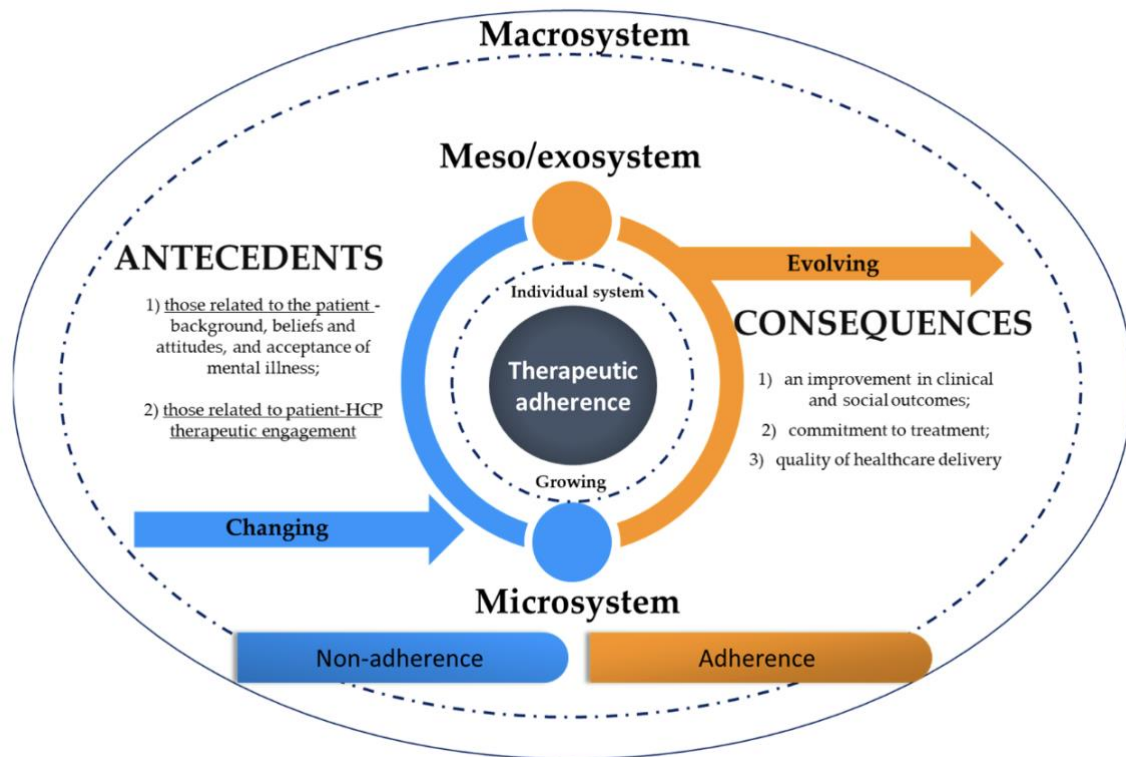 Macrosystem
Meso/exosystem
ANTECEDENTS
1) those related to the patient -
background, beliefs and
attitudes, and acceptance of
mental illness;
2) those related to patient-HCP
therapeutic engagement
Changing
Individual system
Therapeutic
adherence
Growing
Evolving
CONSEQUENCES
1) an improvement in clinical
and social outcomes;
2) commitment to treatment;
3) quality of healthcare delivery
Microsystem
Non-adherence
Adherence